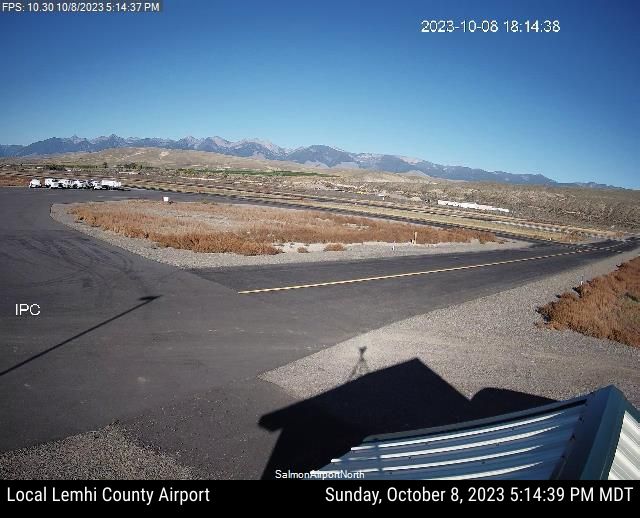 FPS: 10.30 10/8/2023 5:14:37 PM
2023-10-08 18:14:38
IPC
SalmonAirportNorth
Local Lemhi County Airport
Sunday, October 8, 2023 5:14:39 PM MDT